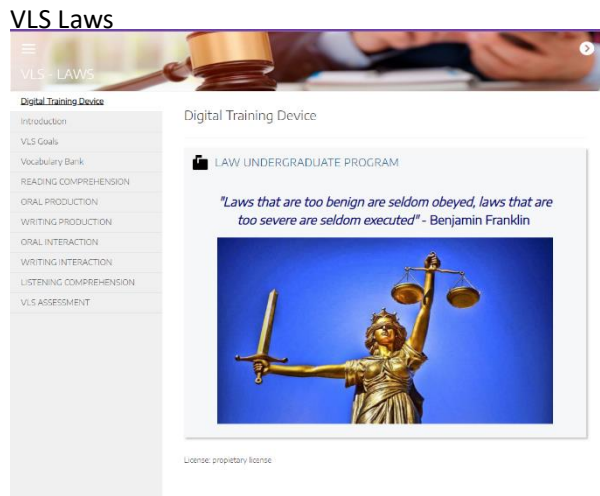 VLS Laws
VLS - LAWS
Digital Training Device
Introduction
VLS Goals
Vocabulary Bank
READING COMPREHENSION
ORAL PRODUCTION
WRITING PRODUCTION
ORAL INTERACTION
WRITING INTERACTION
LISTENING COMPREHENSION
VLS ASSESSMENT
Digital Training Device
LAW UNDERGRADUATE PROGRAM
"Laws that are too benign are seldom obeyed, laws that are
too severe are seldom executed" - Benjamin Franklin
License: propietary license